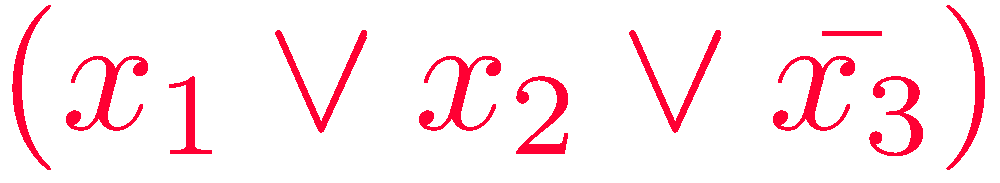 (x₁ ∨ x₂ ∨ x̄₃)